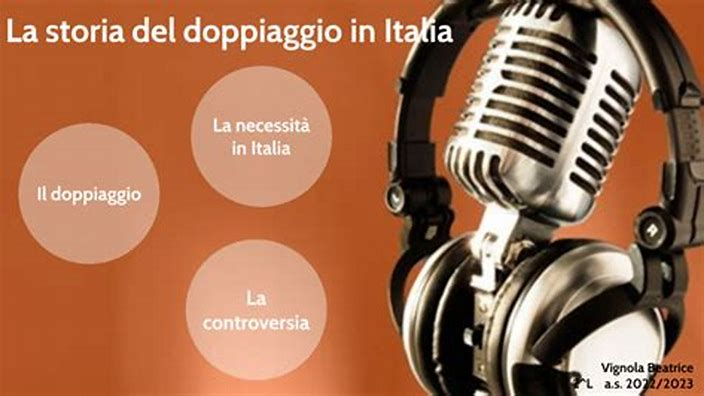 La storia del doppiaggio in Italia
La necessità
in Italia
Il doppiaggio
La
controversia
Vignola Beatrice
^L a.s. 2022/2023